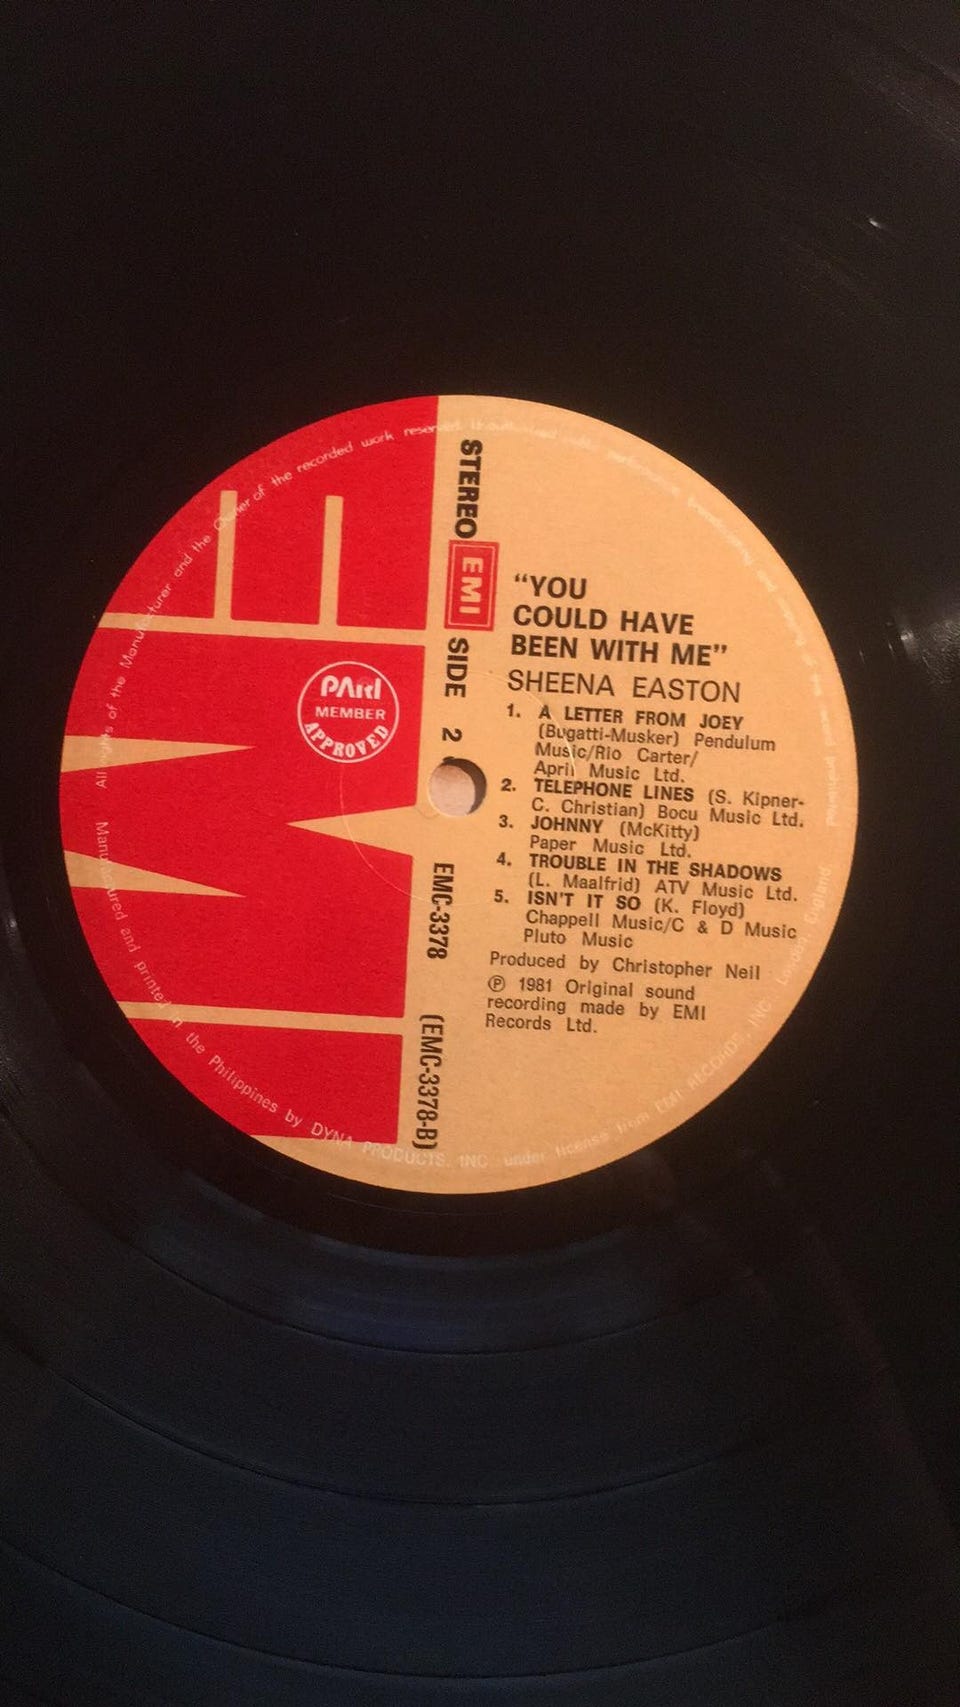 STEREO EMI SIDE 2
EMC-3378
(EMC-3378-B)
PARI
MEMBER
APPROVED
"YOU
COULD HAVE
BEEN WITH ME"
SHEENA EASTON
1. A LETTER FROM JOEY
(Bugatti-Musker) Pendulum
Music/Rio Carter/
April Music Ltd.
2. TELEPHONE LINES (S. Kipner-
C. Christian) Bocu Music Ltd.
3. JOHNNY (McKitty)
Paper Music Ltd.
4. TROUBLE IN THE SHADOWS
(L. Maalfrid) ATV Music Ltd.
5. ISN'T IT SO (K. Floyd)
Chappell Music/C & D Music
Pluto Music
Produced by Christopher Neil
Ⓟ 1981 Original sound
recording made by EMI
Records Ltd.
All rights of the Manufacturer and the Owner of the recorded work reserved. Unauthorised public performance
prohibited
Manufactured and printed in the Philippines by DYNA PRODUCTS, INC. under license from EMI RECORDS, INC. London, England